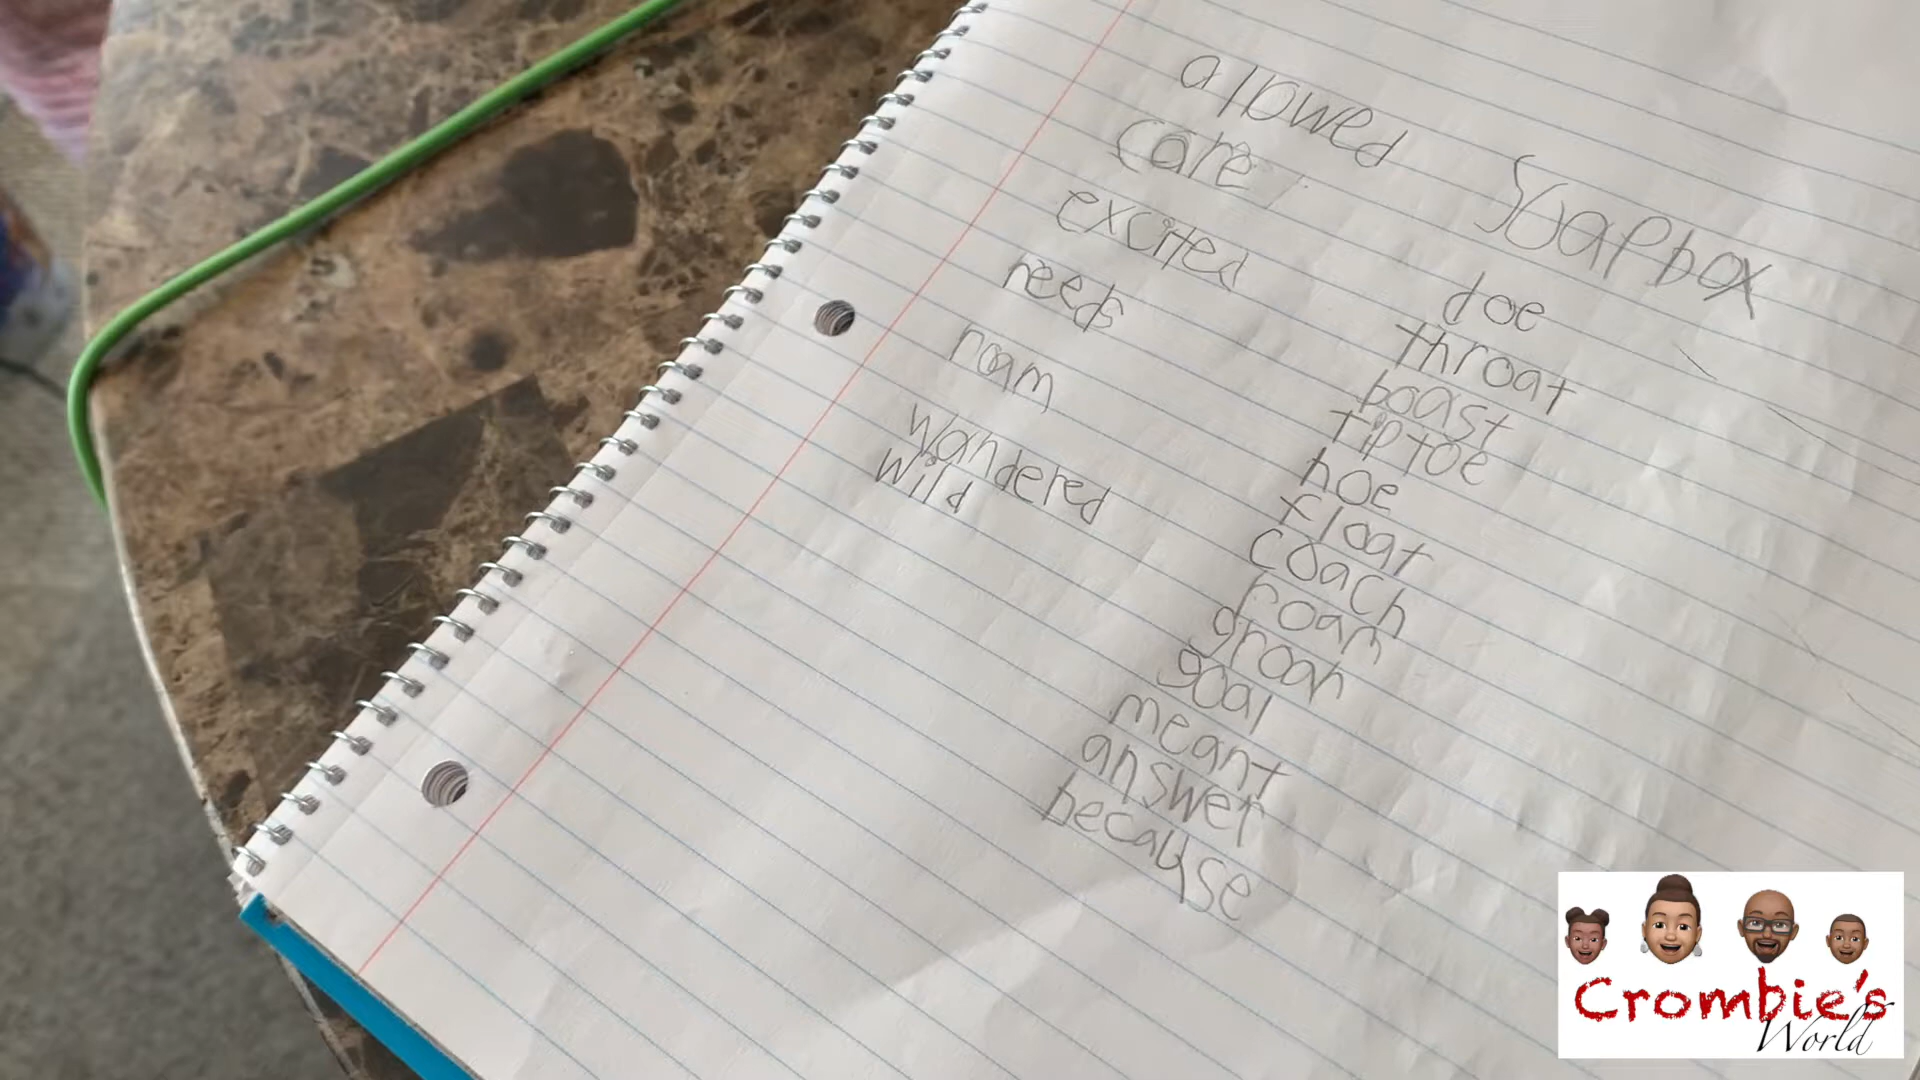 allowed
care
excited
needs
roam
wandered
wild
Soapbox
doe
throat
boast
tiptoe
hoe
float
coach
roam
groan
goal
meant
answer
because
Crombie's
World